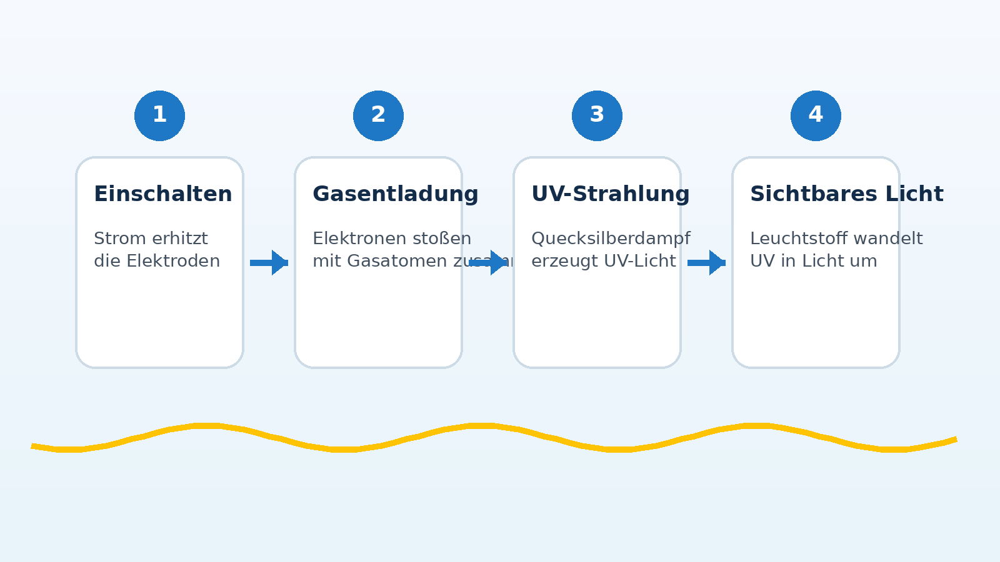 1
Einschalten
Strom erhitzt
die Elektroden
2
Gasentladung
Elektronen stoßen
mit Gasatomen
3
UV-Strahlung
Quecksilberdampf
erzeugt UV-Licht
4
Sichtbares Licht
Leuchtstoff wandelt
UV in Licht um